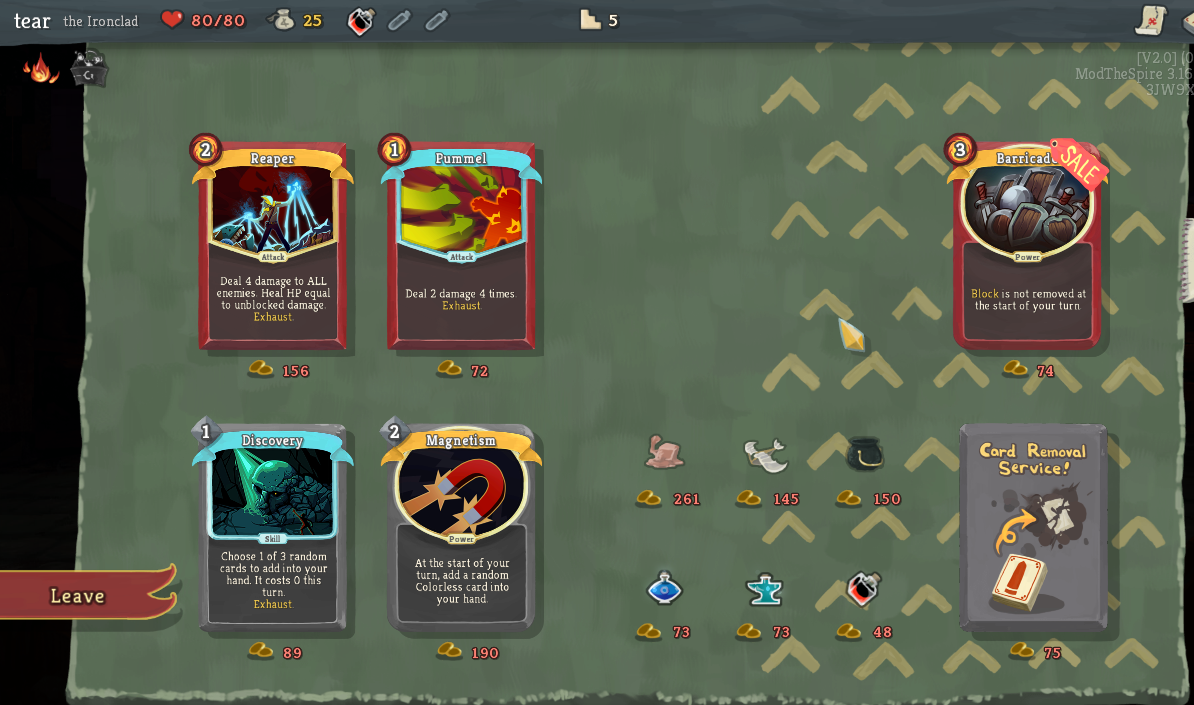 tear the Ironclad 80/80 25 5
[V2.0]
ModTheSpire 3.16
3JW9X
2 Reaper
Attack
Deal 4 damage to ALL
enemies. Heal HP equal
to unblocked damage.
Exhaust.
156
1 Pummel
Attack
Deal 2 damage 4 times.
Exhaust.
72
3 Barricade
SALE
Power
Block is not removed at
the start of your turn.
74
1 Discovery
Skill
Choose 1 of 3 random
cards to add into your
hand. It costs 0 this
turn.
Exhaust.
89
2 Magnetism
Power
At the start of your
turn, add a random
Colorless card into
your hand.
190
261 145 150
73 73 48
Card Removal
Service!
75
Leave